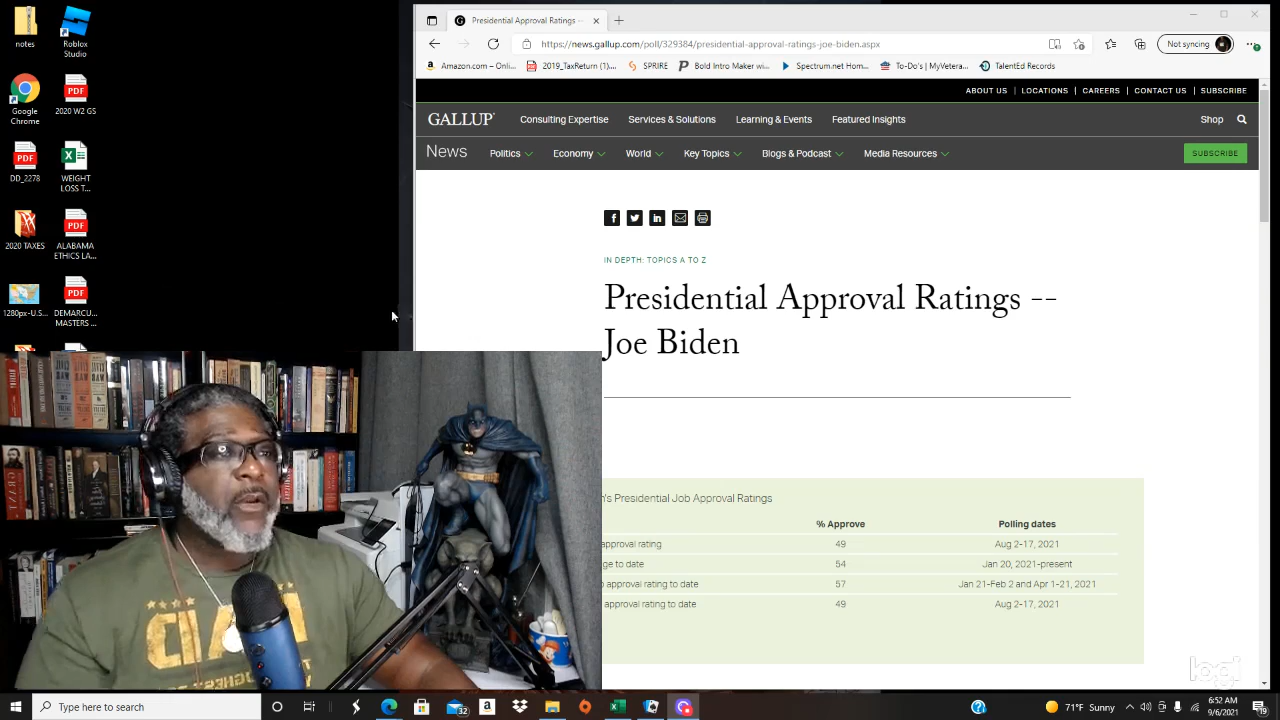 notes
Roblox
Studio
Google
Chrome
2020 W2 GS
DD_2278
WEIGHT
LOSS T...
2020 TAXES
ALABAMA
ETHICS LA...
1280px-U.S...
DEMARCU...
MASTERS ...
Presidential Approval Ratings --
Not syncing
https://news.gallup.com/poll/329384/presidential-approval-ratings-joe-biden.aspx
Amazon.com – Onli...
2019_TaxReturn (1)....
SPRIRE
Bold Intro Maker wi...
Spectrum.net Hom...
To-Do's | MyVetera...
TalentEd Records
ABOUT US | LOCATIONS | CAREERS | CONTACT US | SUBSCRIBE
GALLUP
Consulting Expertise
Services & Solutions
Learning & Events
Featured Insights
Shop
News
Politics
Economy
World
Key Topics
Blogs & Podcast
Media Resources
SUBSCRIBE
IN DEPTH: TOPICS A TO Z
Presidential Approval Ratings --
Joe Biden
n's Presidential Job Approval Ratings
% Approve Polling dates
approval rating 49 Aug 2-17, 2021
ge to date 54 Jan 20, 2021-present
approval rating to date 57 Jan 21-Feb 2 and Apr 1-21, 2021
approval rating to date 49 Aug 2-17, 2021
logi
Type here to search
32
71°F Sunny
6:52 AM
9/6/2021
19